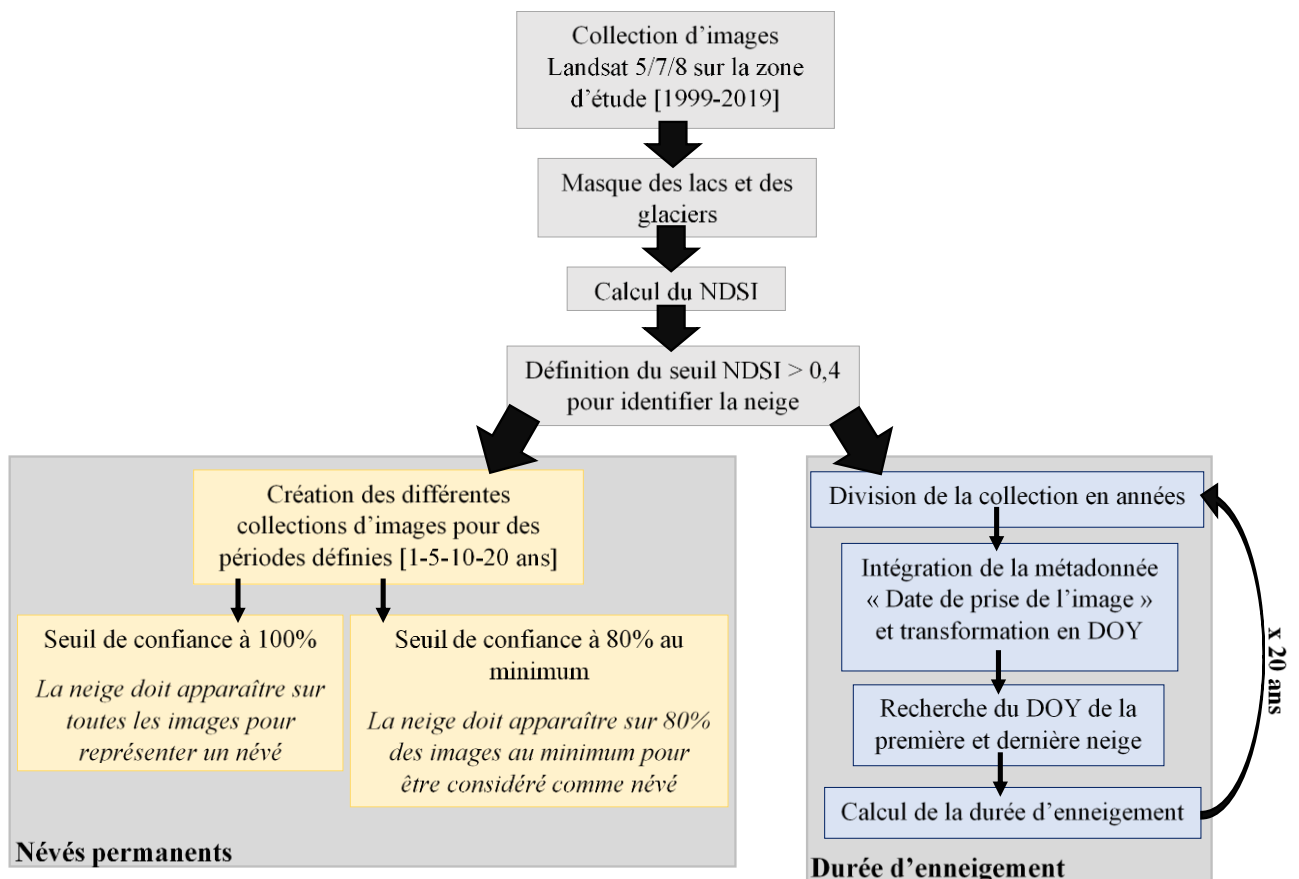 Collection d'images
Landsat 5/7/8 sur la zone
d'étude [1999-2019]
Masque des lacs et des
glaciers
Calcul du NDSI
Définition du seuil NDSI > 0,4
pour identifier la neige
Création des différentes
collections d'images pour des
périodes définies [1-5-10-20 ans]
Seuil de confiance à 100%
La neige doit apparaître sur
toutes les images pour
représenter un névé
Seuil de confiance à 80% au
minimum
La neige doit apparaître sur 80%
des images au minimum pour
être considéré comme névé
Névés permanents
Division de la collection en années
Intégration de la métadonnée
« Date de prise de l'image »
et transformation en DOY
Recherche du DOY de la
première et dernière neige
Calcul de la durée d'enneigement
x 20 ans
Durée d'enneigement